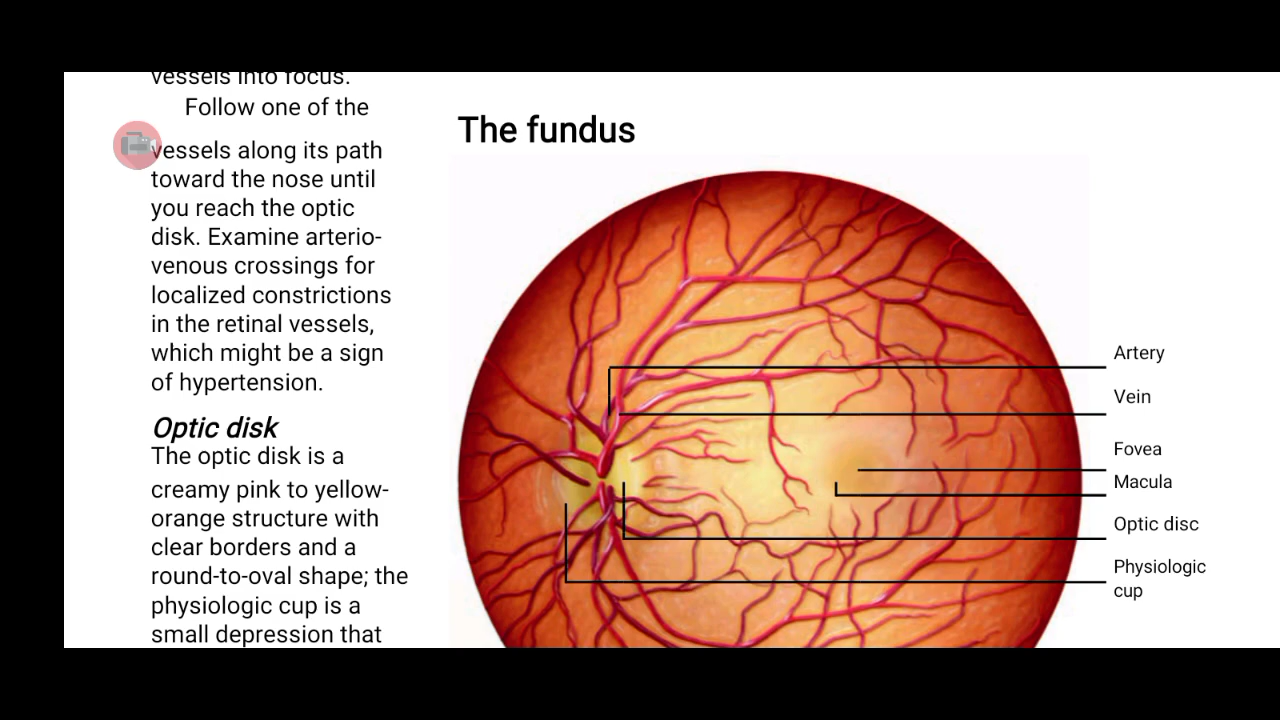 vessels into focus.
Follow one of the
vessels along its path
toward the nose until
you reach the optic
disk. Examine arterio-
venous crossings for
localized constrictions
in the retinal vessels,
which might be a sign
of hypertension.
Optic disk
The optic disk is a
creamy pink to yellow-
orange structure with
clear borders and a
round-to-oval shape; the
physiologic cup is a
small depression that
The fundus
Artery
Vein
Fovea
Macula
Optic disc
Physiologic
cup